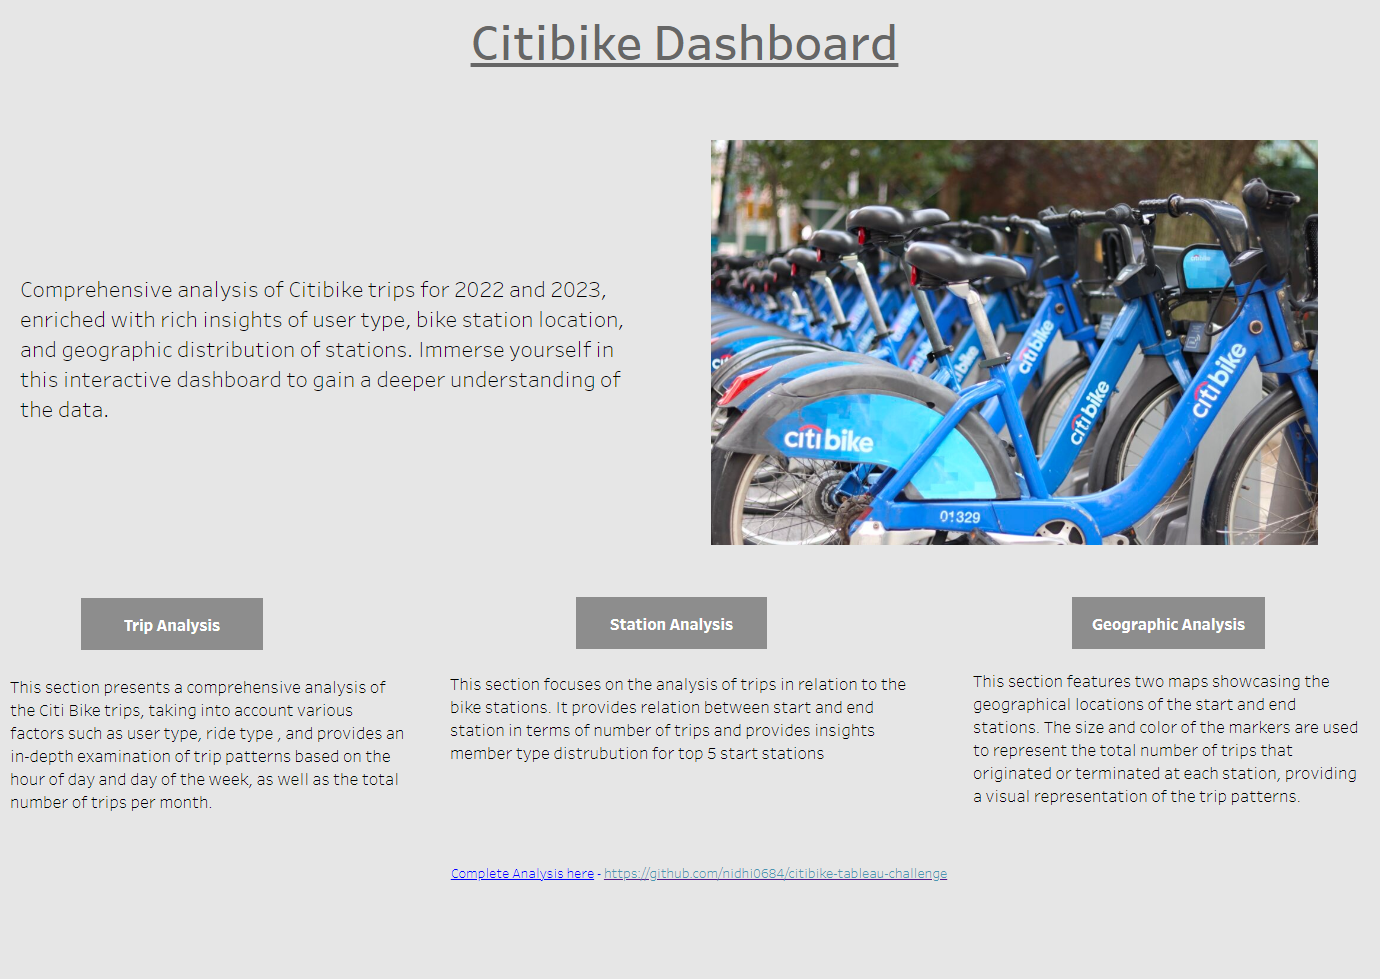 Citibike Dashboard
Comprehensive analysis of Citibike trips for 2022 and 2023,
enriched with rich insights of user type, bike station location,
and geographic distribution of stations. Immerse yourself in
this interactive dashboard to gain a deeper understanding of
the data.
citi bike
citi bike
citi bike
citi bike
citi bike
01329
Trip Analysis
This section presents a comprehensive analysis of
the Citi Bike trips, taking into account various
factors such as user type, ride type , and provides an
in-depth examination of trip patterns based on the
hour of day and day of the week, as well as the total
number of trips per month.
Station Analysis
This section focuses on the analysis of trips in relation to the
bike stations. It provides relation between start and end
station in terms of number of trips and provides insights
member type distrubution for top 5 start stations
Geographic Analysis
This section features two maps showcasing the
geographical locations of the start and end
stations. The size and color of the markers are used
to represent the total number of trips that
originated or terminated at each station, providing
a visual representation of the trip patterns.
Complete Analysis here - https://github.com/nidhi0684/citibike-tableau-challenge